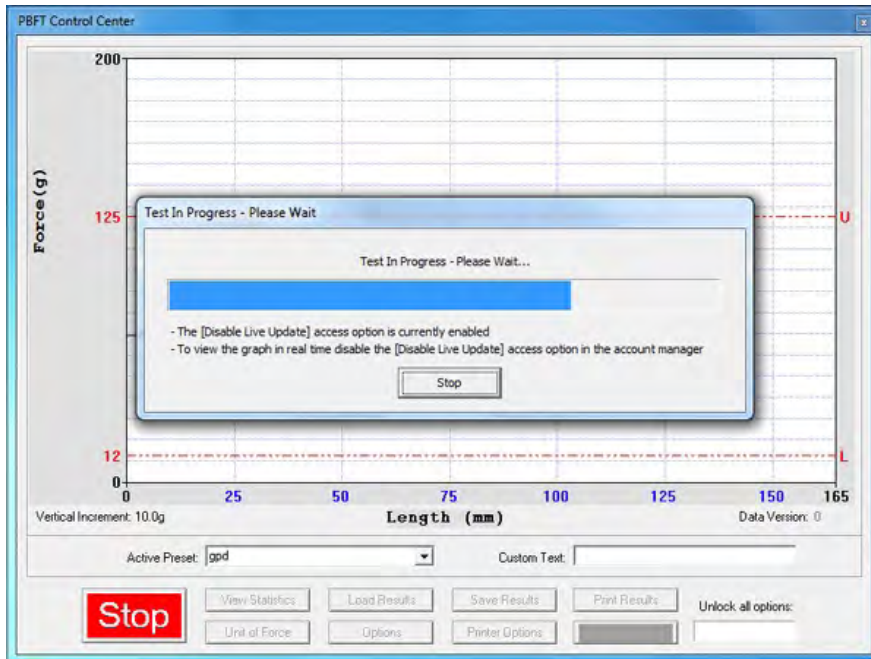 PBFT Control Center
x
200
Force(g)
125
U
Test In Progress - Please Wait
Test In Progress - Please Wait...
- The [Disable Live Update] access option is currently enabled
- To view the graph in real time disable the [Disable Live Update] access option in the account manager
Stop
12
L
0
0 25 50 75 100 125 150 165
Vertical Increment: 10.0g Length (mm) Data Version: 0
Active Preset: gpd Custom Text:
Stop
View Statistics Load Results Save Results Print Results Unlock all options:
Unit of Force Options Printer Options